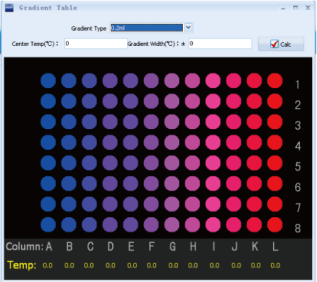 Gradient Table
Gradient Type 0.2ml
Center Temp(℃): 0 Gradient Width(℃): ± 0 Calc
1
2
3
4
5
6
7
8
Column: A B C D E F G H I J K L
Temp: 0.0 0.0 0.0 0.0 0.0 0.0 0.0 0.0 0.0 0.0 0.0 0.0